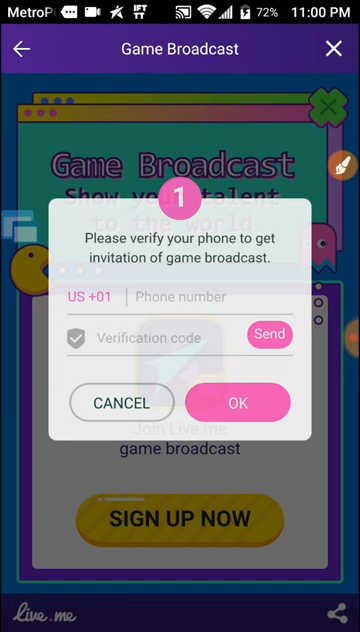 MetroP
IFT
TT
72%
11:00 PM
Game Broadcast
Game Broadcast
Show your talent
to the world
1
Please verify your phone to get
invitation of game broadcast.
US +01
Phone number
Verification code
Send
CANCEL
OK
Join Live.me
game broadcast
SIGN UP NOW
live.me